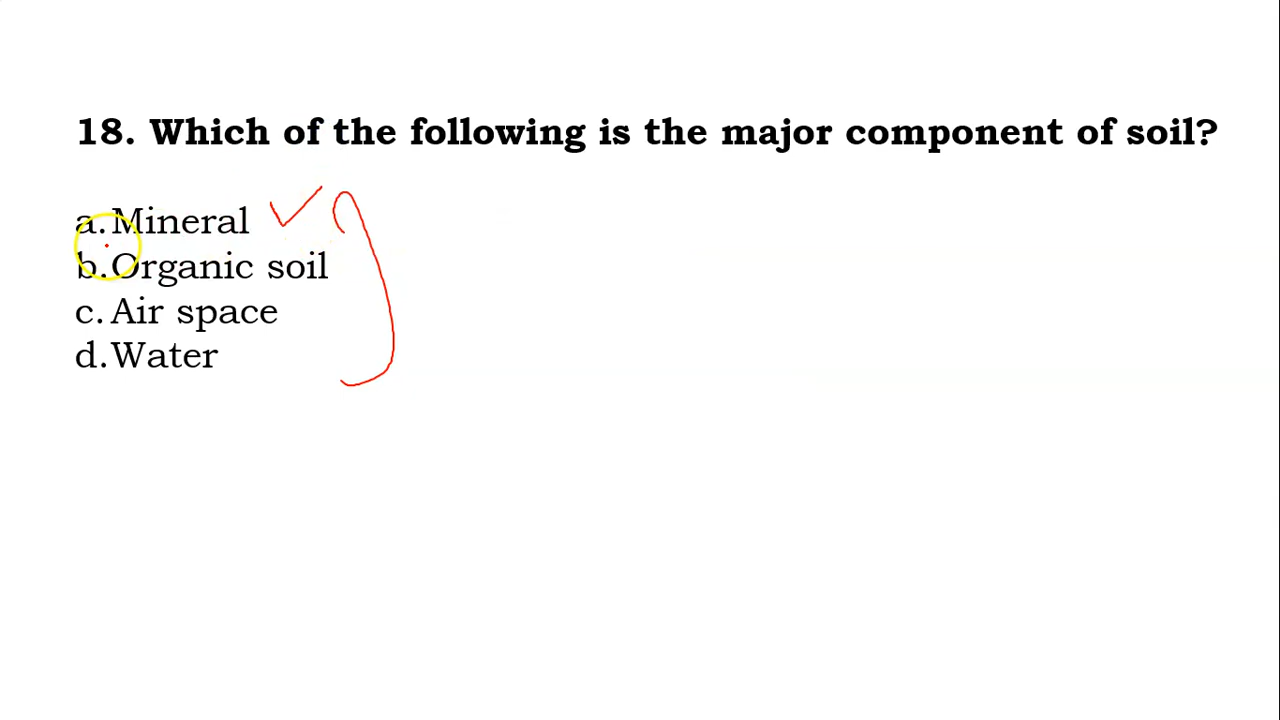 18. Which of the following is the major component of soil?
a. Mineral
b. Organic soil
c. Air space
d. Water